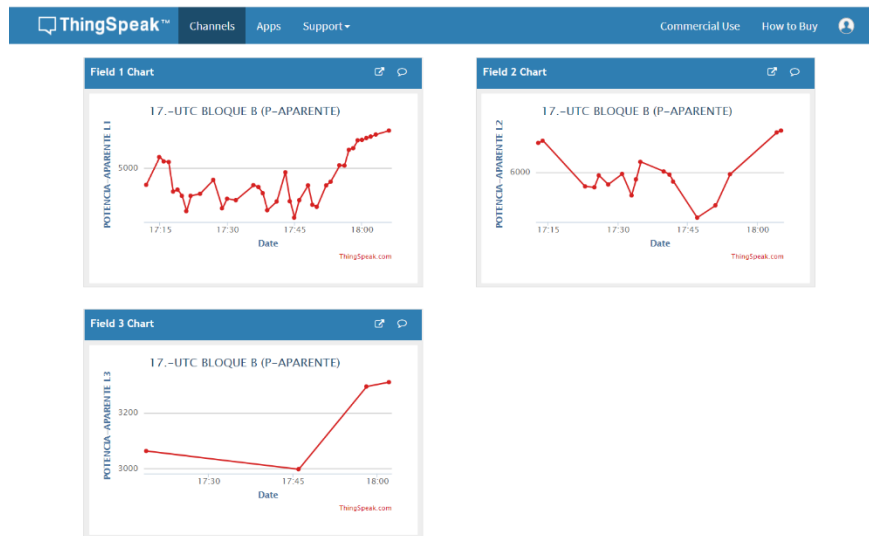 ThingSpeak™ Channels Apps Support Commercial Use How to Buy
Field 1 Chart
17.-UTC BLOQUE B (P-APARENTE)
POTENCIA-APARENTE L1
5000
17:15 17:30 17:45 18:00
Date
ThingSpeak.com
Field 2 Chart
17.-UTC BLOQUE B (P-APARENTE)
POTENCIA-APARENTE L2
6000
17:15 17:30 17:45 18:00
Date
ThingSpeak.com
Field 3 Chart
17.-UTC BLOQUE B (P-APARENTE)
POTENCIA-APARENTE L3
3200
3000
17:30 17:45 18:00
Date
ThingSpeak.com